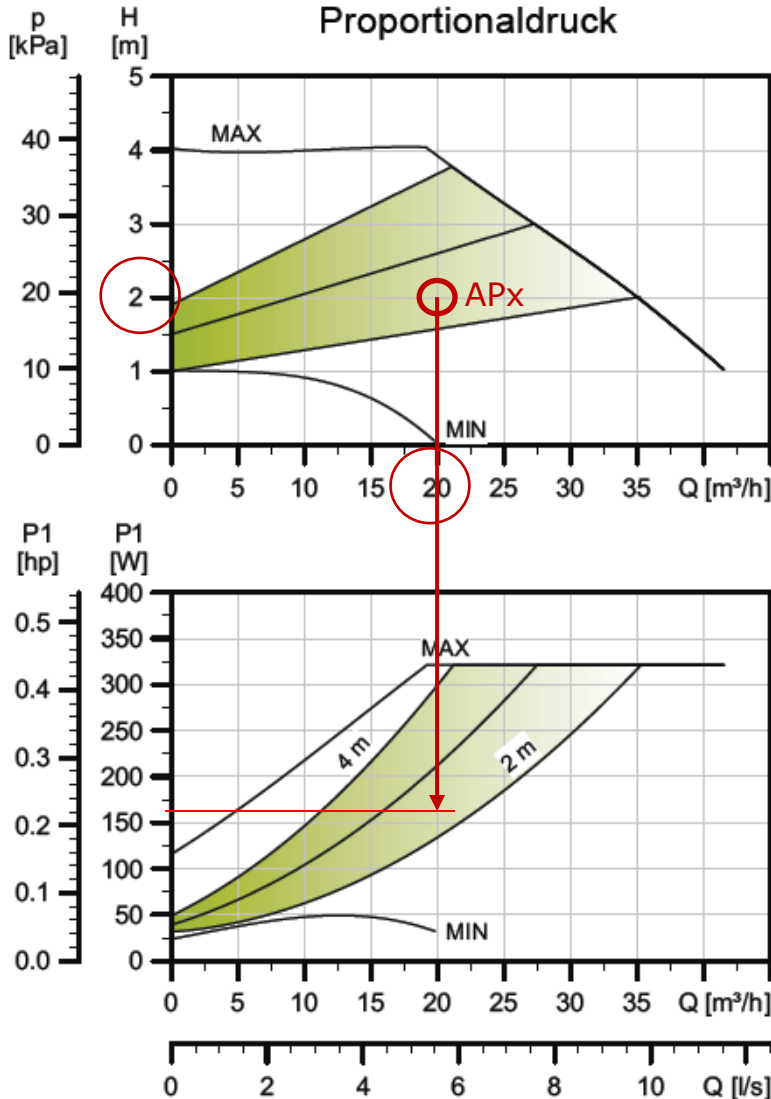 Proportionaldruck
p H
[kPa] [m]
5
MAX
40 4
30 3
20 2 APx
10 1
MIN
0 0
0 5 10 15 20 25 30 35 Q [m³/h]
P1 P1
[hp] [W]
400
0.5 350
MAX
0.4 300
250
4 m 2 m
0.3 200
0.2 150
0.1 100
50 MIN
0.0 0
0 5 10 15 20 25 30 35 Q [m³/h]
0 2 4 6 8 10 Q [l/s]